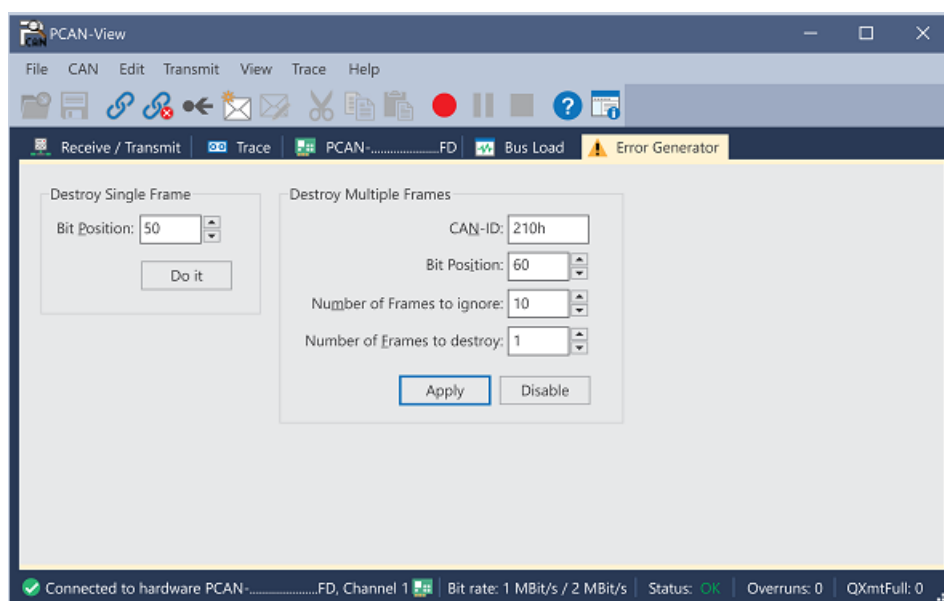 PCAN-View
File CAN Edit Transmit View Trace Help
Receive / Transmit Trace PCAN-.....................FD Bus Load Error Generator
Destroy Single Frame
Bit Position: 50
Do it
Destroy Multiple Frames
CAN-ID: 210h
Bit Position: 60
Number of Frames to ignore: 10
Number of Frames to destroy: 1
Apply Disable
Connected to hardware PCAN-.....................FD, Channel 1 Bit rate: 1 MBit/s / 2 MBit/s Status: OK Overruns: 0 QXmtFull: 0